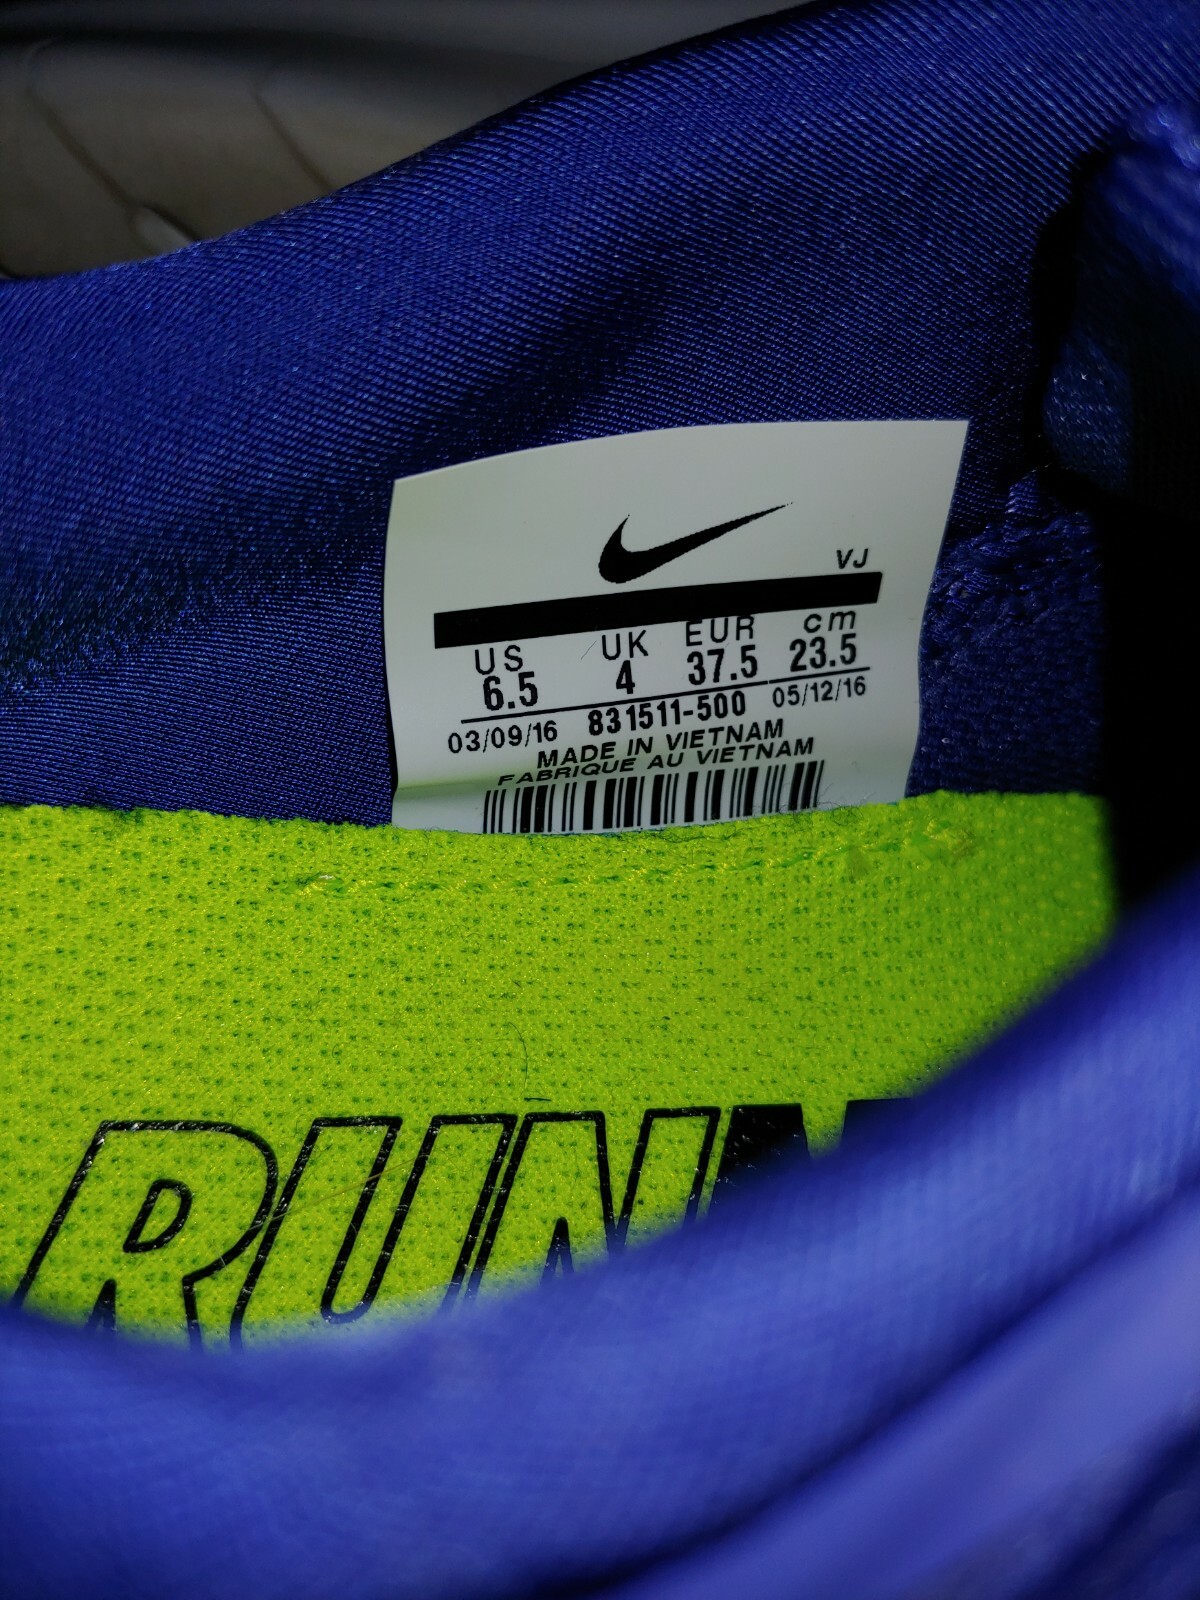 VJ
US UK EUR cm
6.5 4 37.5 23.5
03/09/16 831511-500 05/12/16
MADE IN VIETNAM
FABRIQUE AU VIETNAM
RUN